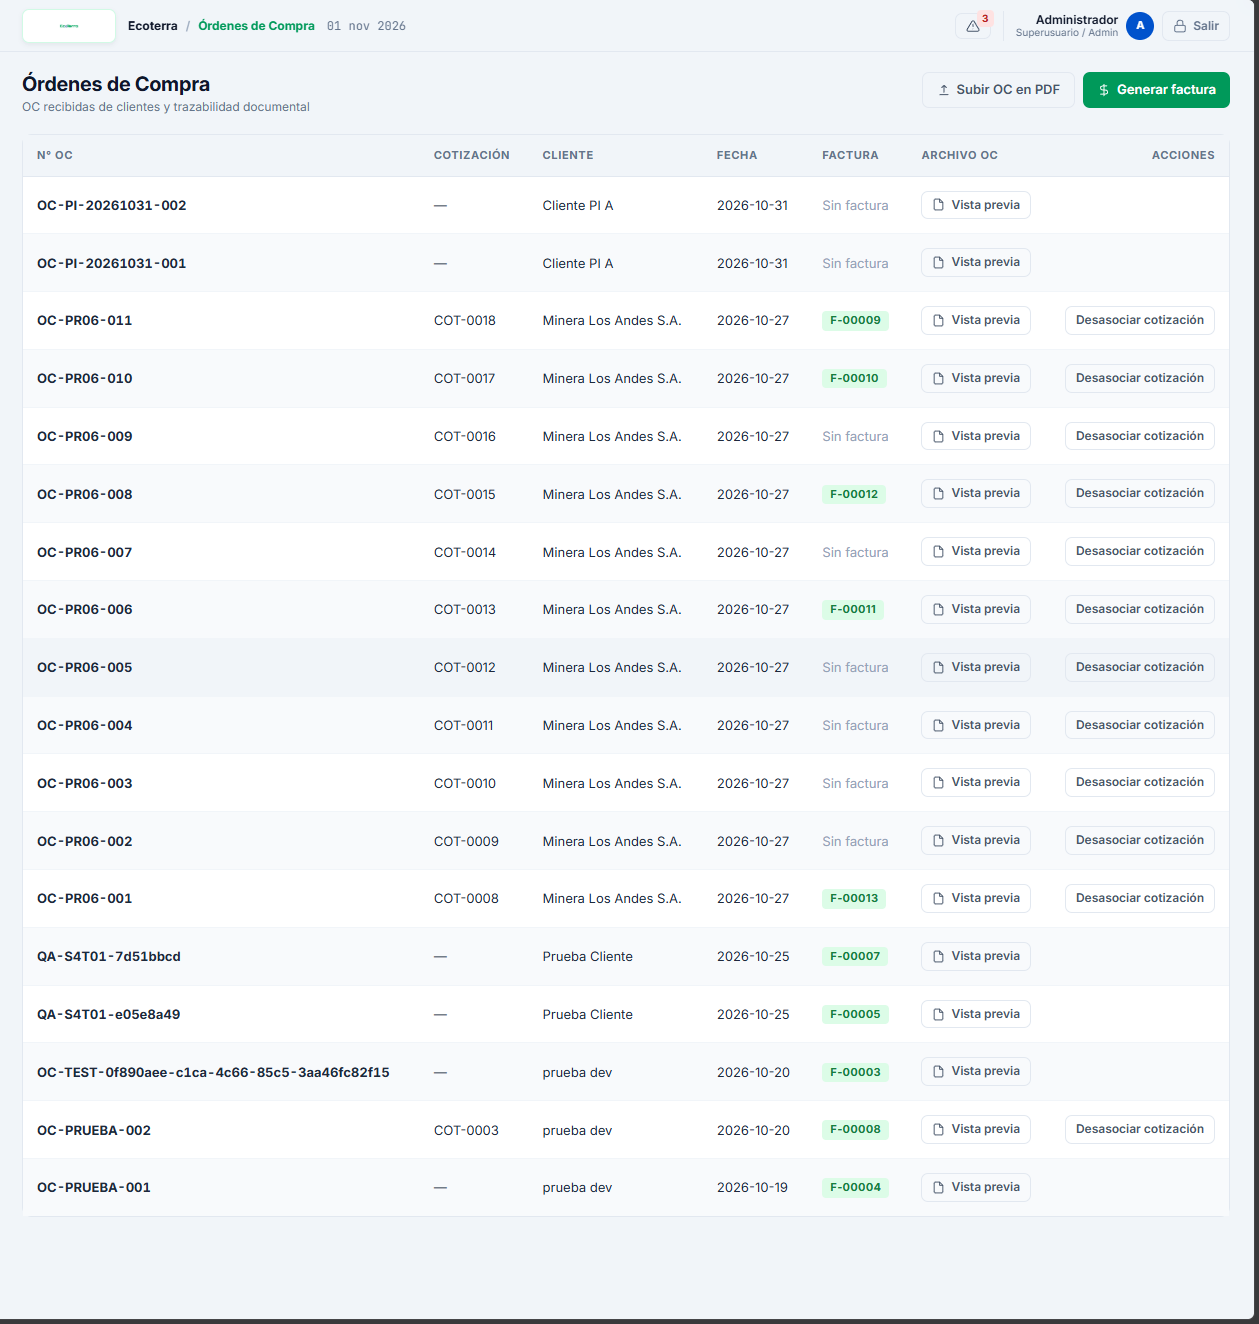 Ecoterra / Órdenes de Compra 01 nov 2026
3
Administrador
Superusuario / Admin
A
Salir
Órdenes de Compra
OC recibidas de clientes y trazabilidad documental
Subir OC en PDF
Generar factura
N° OC COTIZACIÓN CLIENTE FECHA FACTURA ARCHIVO OC ACCIONES
OC-PI-20261031-002 — Cliente PI A 2026-10-31 Sin factura Vista previa
OC-PI-20261031-001 — Cliente PI A 2026-10-31 Sin factura Vista previa
OC-PR06-011 COT-0018 Minera Los Andes S.A. 2026-10-27 F-00009 Vista previa Desasociar cotización
OC-PR06-010 COT-0017 Minera Los Andes S.A. 2026-10-27 F-00010 Vista previa Desasociar cotización
OC-PR06-009 COT-0016 Minera Los Andes S.A. 2026-10-27 Sin factura Vista previa Desasociar cotización
OC-PR06-008 COT-0015 Minera Los Andes S.A. 2026-10-27 F-00012 Vista previa Desasociar cotización
OC-PR06-007 COT-0014 Minera Los Andes S.A. 2026-10-27 Sin factura Vista previa Desasociar cotización
OC-PR06-006 COT-0013 Minera Los Andes S.A. 2026-10-27 F-00011 Vista previa Desasociar cotización
OC-PR06-005 COT-0012 Minera Los Andes S.A. 2026-10-27 Sin factura Vista previa Desasociar cotización
OC-PR06-004 COT-0011 Minera Los Andes S.A. 2026-10-27 Sin factura Vista previa Desasociar cotización
OC-PR06-003 COT-0010 Minera Los Andes S.A. 2026-10-27 Sin factura Vista previa Desasociar cotización
OC-PR06-002 COT-0009 Minera Los Andes S.A. 2026-10-27 Sin factura Vista previa Desasociar cotización
OC-PR06-001 COT-0008 Minera Los Andes S.A. 2026-10-27 F-00013 Vista previa Desasociar cotización
QA-S4T01-7d51bbcd — Prueba Cliente 2026-10-25 F-00007 Vista previa
QA-S4T01-e05e8a49 — Prueba Cliente 2026-10-25 F-00005 Vista previa
OC-TEST-0f890aee-c1ca-4c66-85c5-3aa46fc82f15 — prueba dev 2026-10-20 F-00003 Vista previa
OC-PRUEBA-002 COT-0003 prueba dev 2026-10-20 F-00008 Vista previa Desasociar cotización
OC-PRUEBA-001 — prueba dev 2026-10-19 F-00004 Vista previa